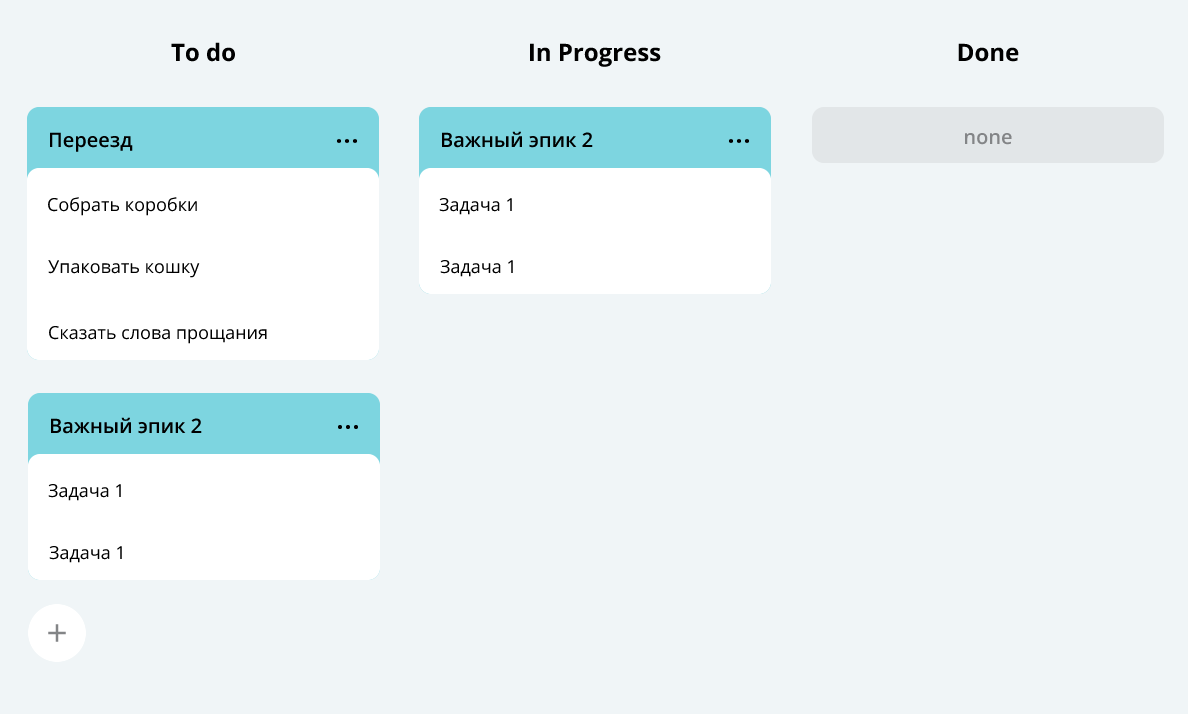 To do
Переезд
Собрать коробки
Упаковать кошку
Сказать слова прощания
Важный эпик 2
Задача 1
Задача 1
In Progress
Важный эпик 2
Задача 1
Задача 1
Done
none